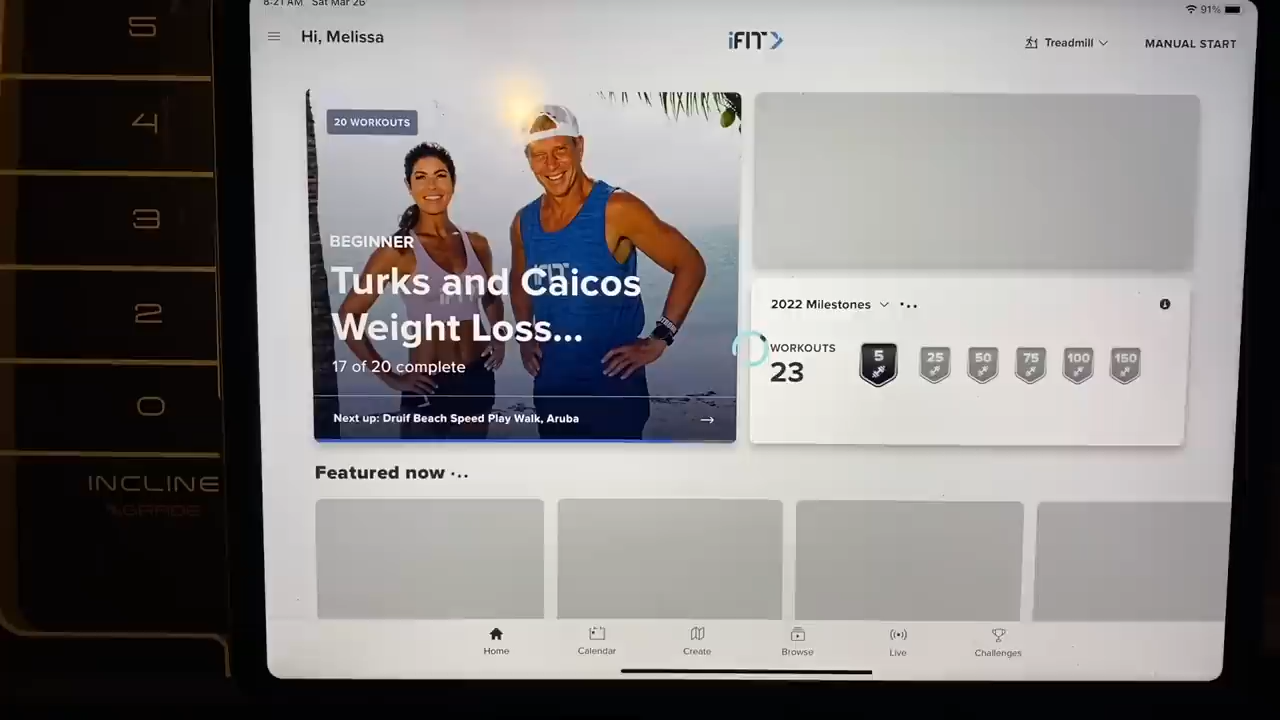 5
4
3
2
0
INCLINE
%GRADE
8:21 AM Sat Mar 26
91%
Hi, Melissa
iFIT
Treadmill
MANUAL START
20 WORKOUTS
BEGINNER
Turks and Caicos
Weight Loss...
17 of 20 complete
Next up: Druif Beach Speed Play Walk, Aruba
2022 Milestones
WORKOUTS
23
5
25
50
75
100
150
Featured now
Home
Calendar
Create
Browse
Live
Challenges